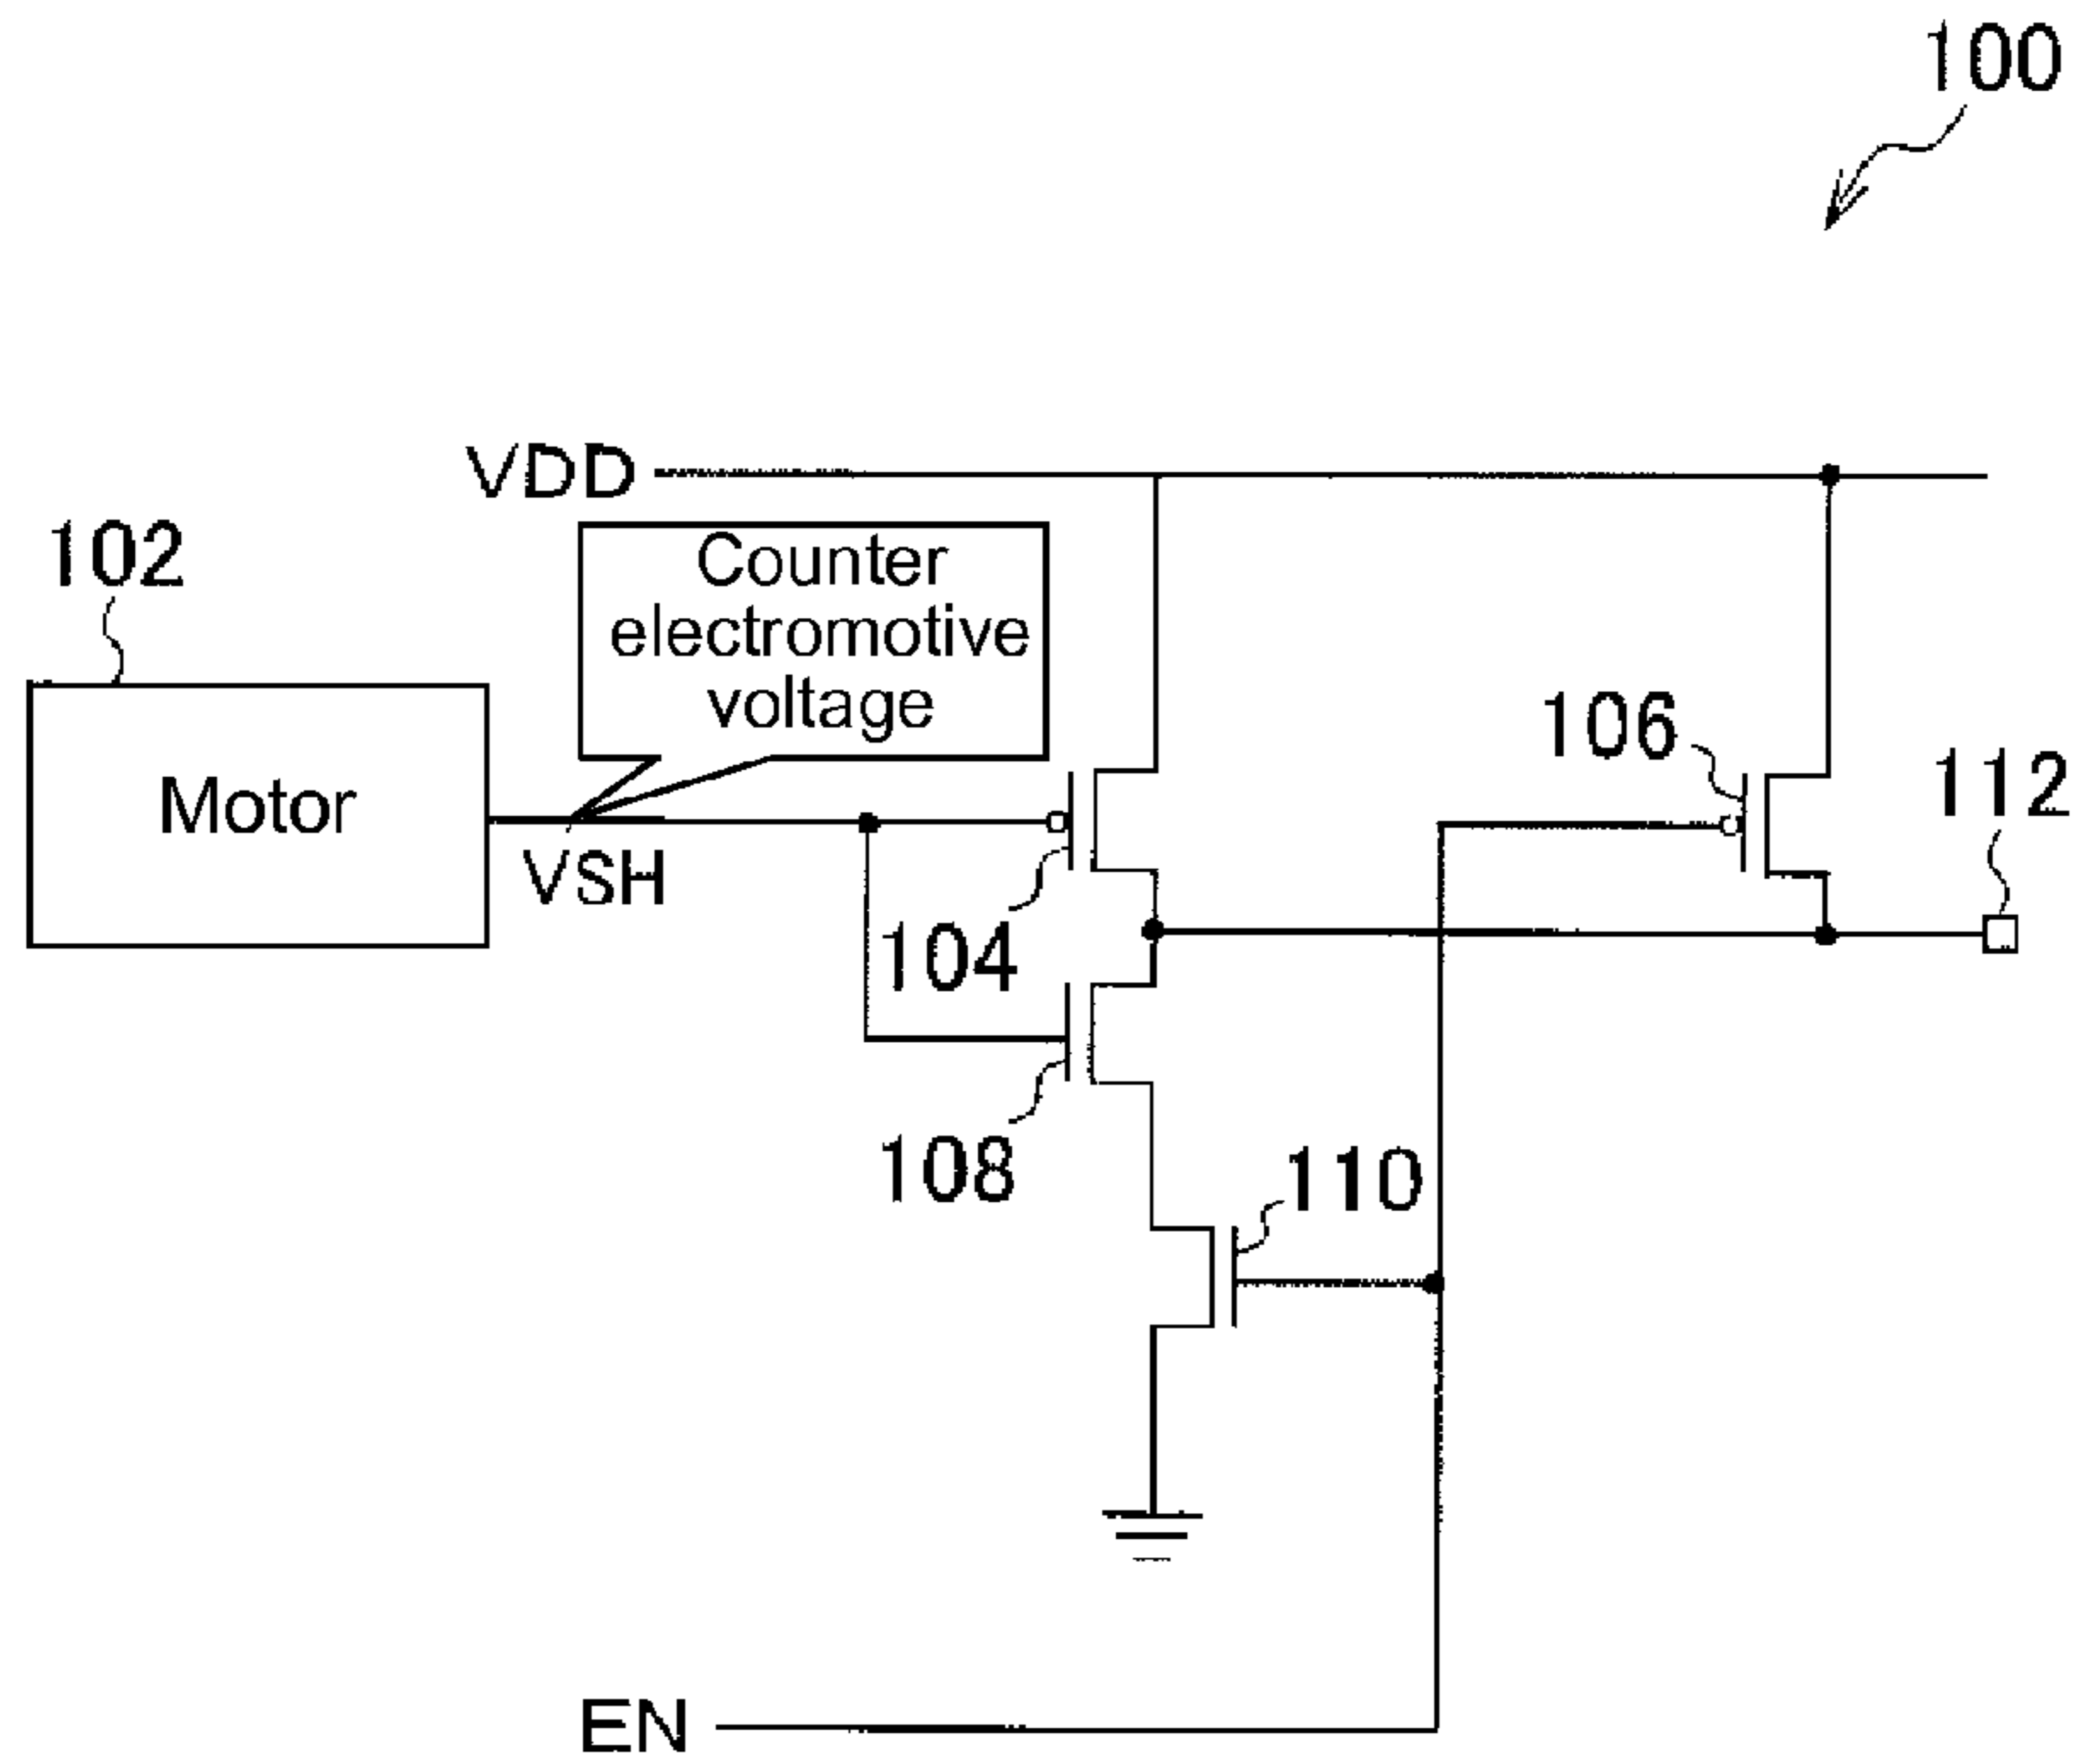 100
VDD
102
Counter
electromotive
voltage
106
112
Motor
VSH
104
108
110
EN